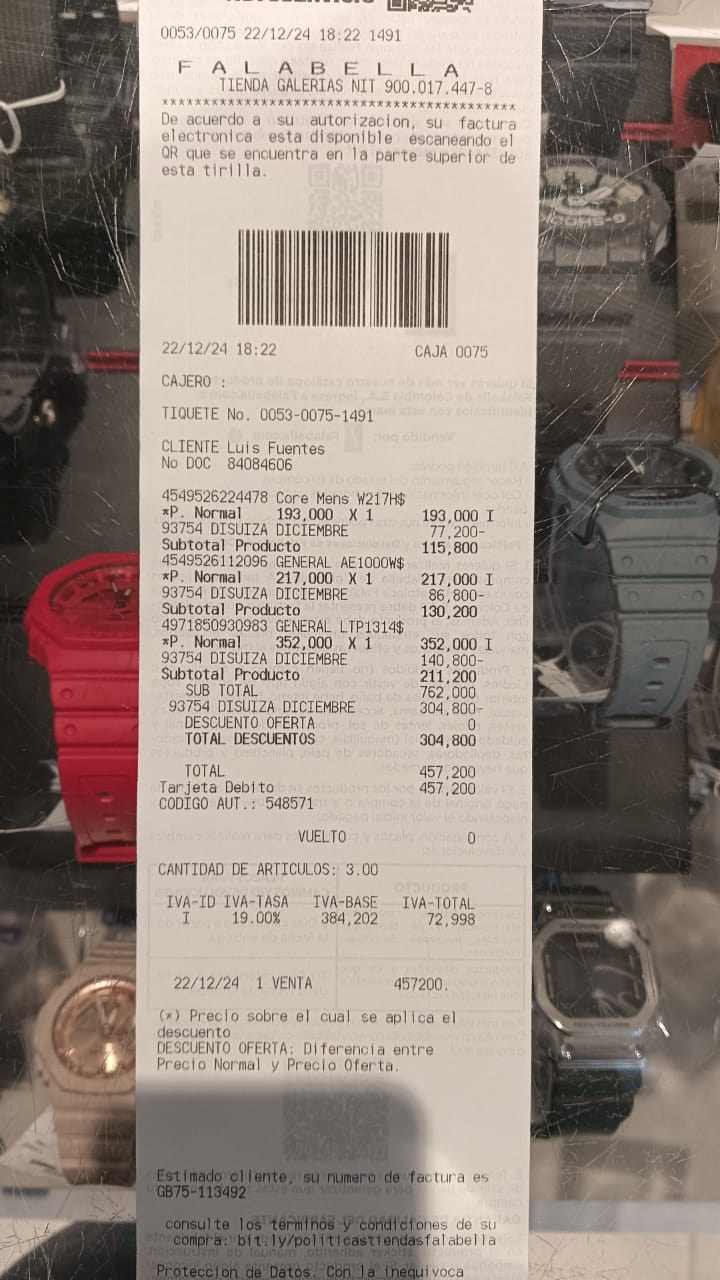 0053/0075 22/12/24 18:22 1491
F A L A B E L L A
TIENDA GALERIAS NIT 900.017.447-8
*******************************************
De acuerdo a su autorizacion, su factura
electronica esta disponible escaneando el
QR que se encuentra en la parte superior de
esta tirilla.
22/12/24 18:22 CAJA 0075
CAJERO :
TIQUETE No. 0053-0075-1491
CLIENTE Luis Fuentes
No DOC 84084606
4549526224478 Core Mens W217H$
*P. Normal 193,000 X 1 193,000 I
93754 DISUIZA DICIEMBRE 77,200-
Subtotal Producto 115,800
4549526112096 GENERAL AE1000W$
*P. Normal 217,000 X 1 217,000 I
93754 DISUIZA DICIEMBRE 86,800-
Subtotal Producto 130,200
4971850930983 GENERAL LTP1314$
*P. Normal 352,000 X 1 352,000 I
93754 DISUIZA DICIEMBRE 140,800-
Subtotal Producto 211,200
SUB TOTAL 762,000
93754 DISUIZA DICIEMBRE 304,800-
DESCUENTO OFERTA 0
TOTAL DESCUENTOS 304,800
TOTAL 457,200
Tarjeta Debito 457,200
CODIGO AUT.: 548571
VUELTO 0
CANTIDAD DE ARTICULOS: 3.00
IVA-ID IVA-TASA IVA-BASE IVA-TOTAL
I 19.00% 384,202 72,998
22/12/24 1 VENTA 457200.
(*) Precio sobre el cual se aplica el
descuento
DESCUENTO OFERTA: Diferencia entre
Precio Normal y Precio Oferta.
Estimado cliente, su numero de factura es
GB75-113492
consulte los terminos y condiciones de su
compra: bit.ly/politicastiendasfalabella
Proteccion de Datos. Con la inequivoca